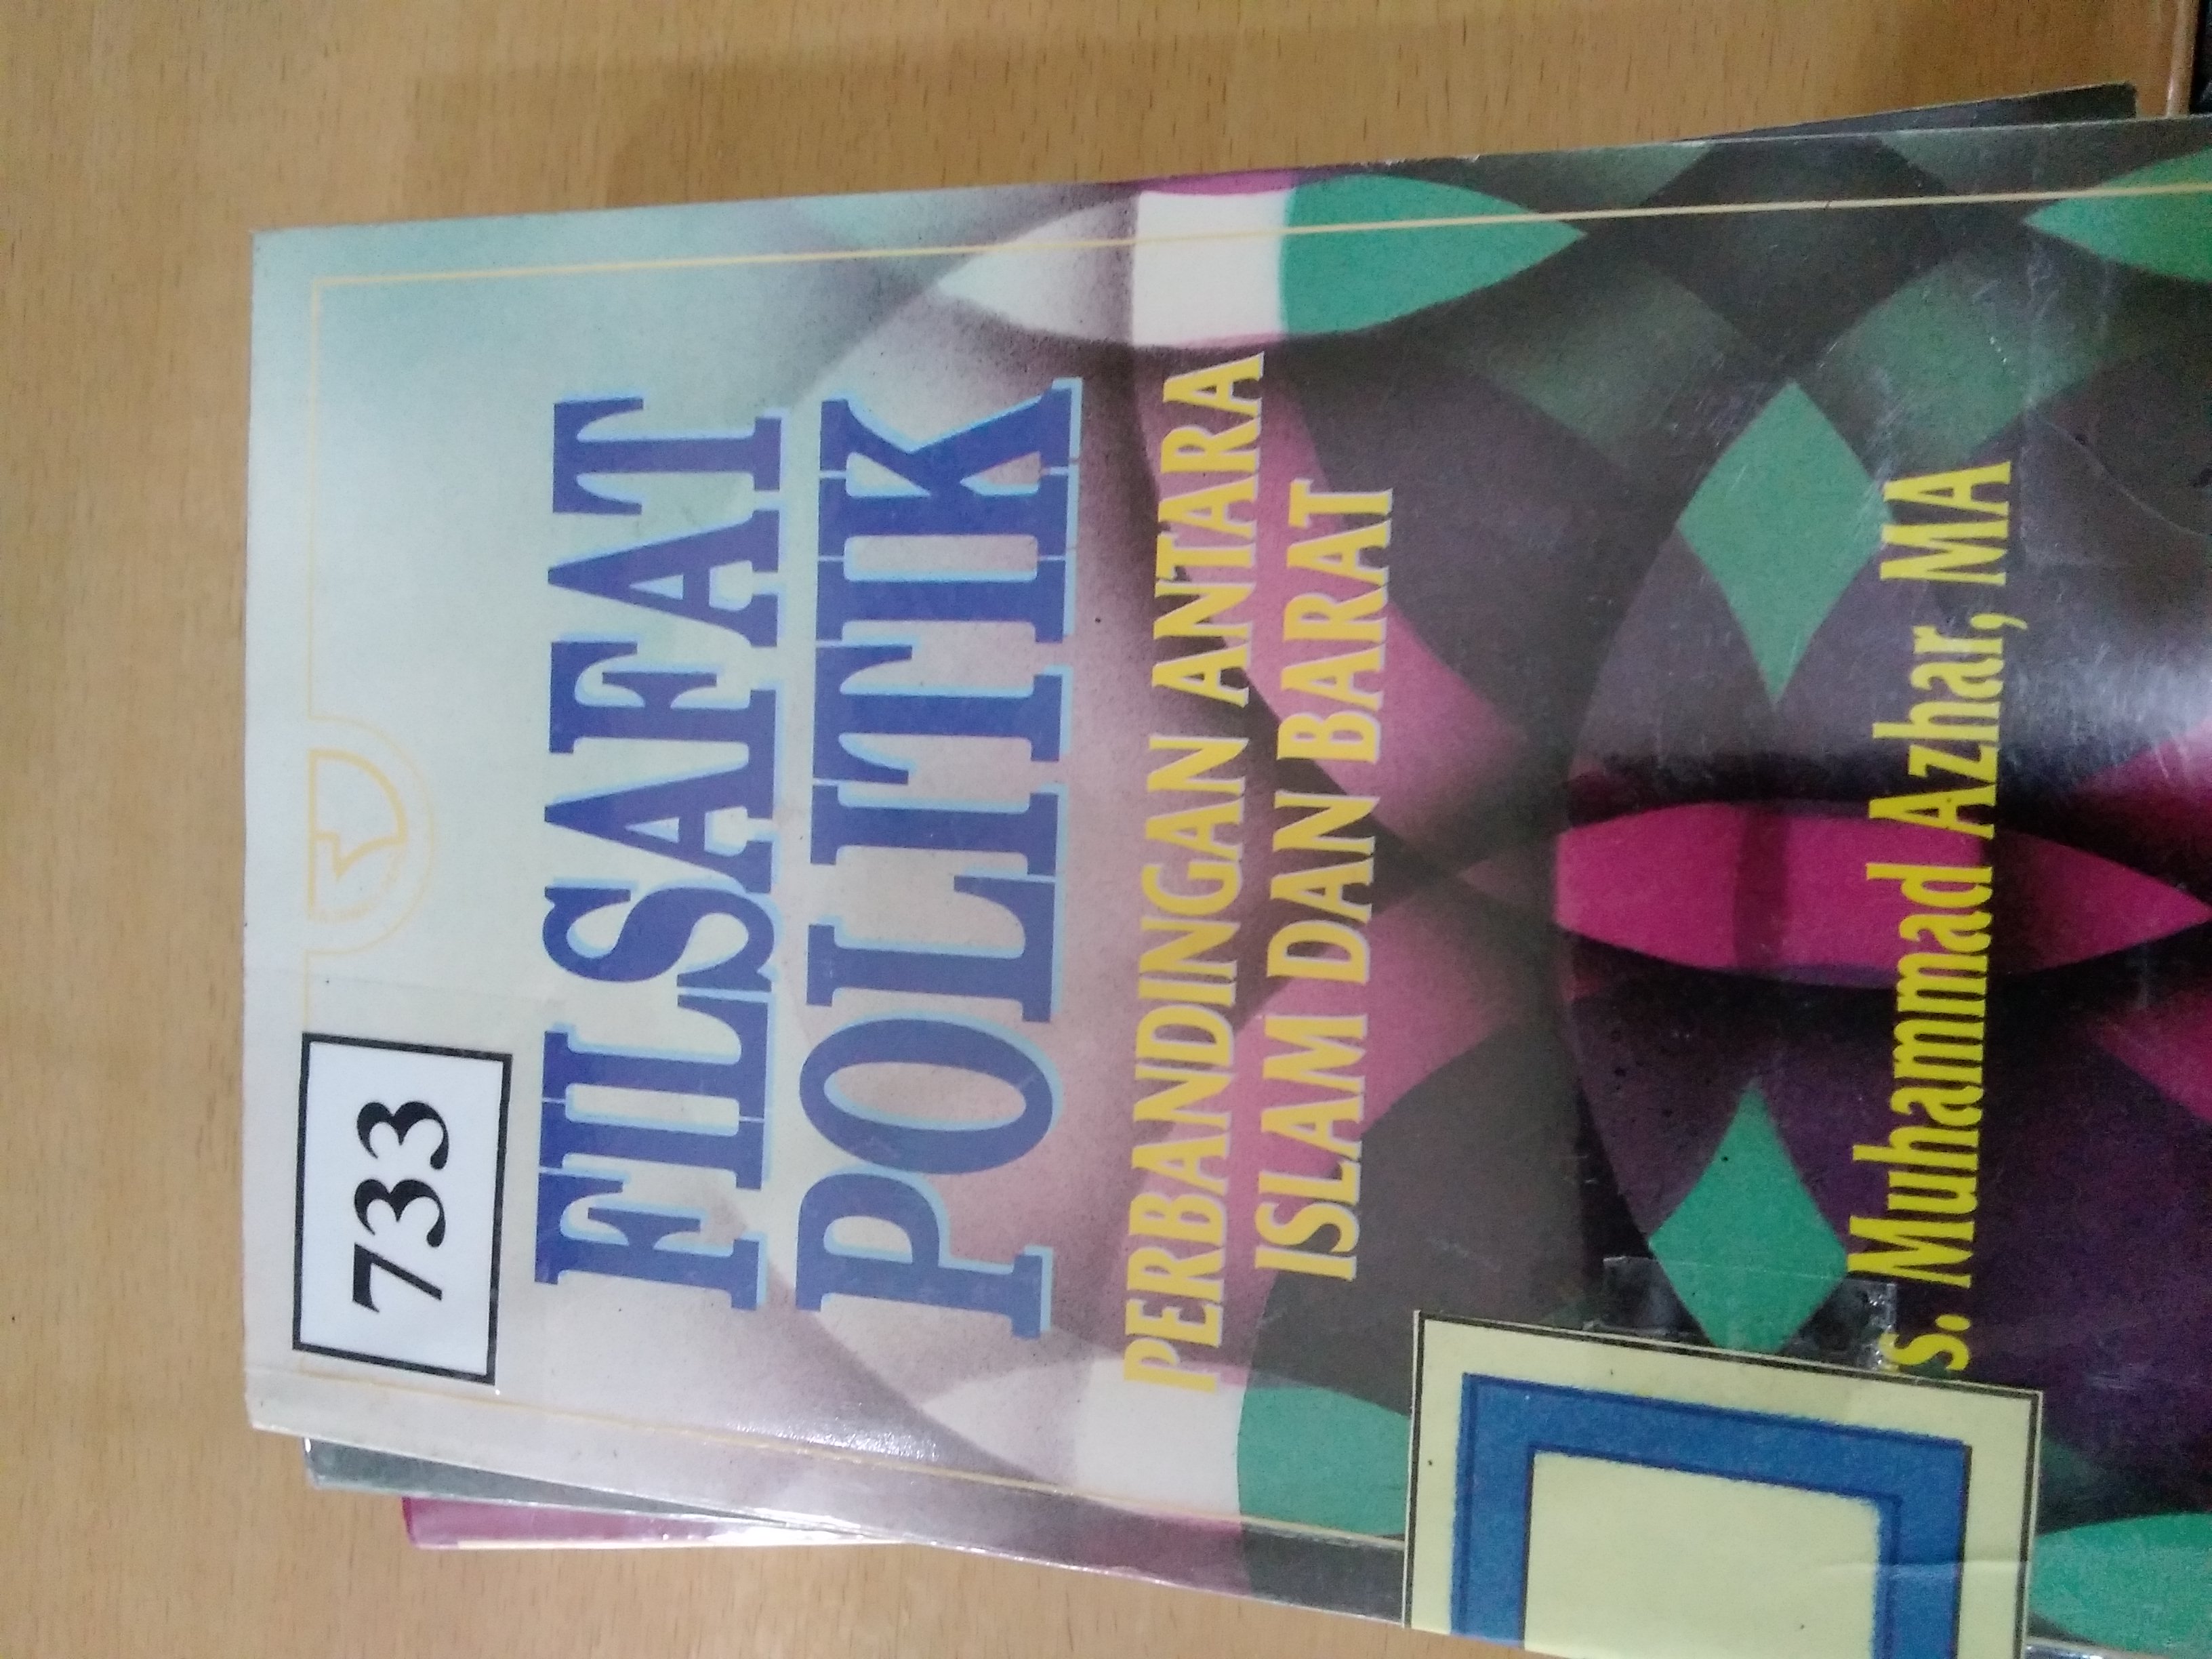 733
FILSAFAT
POLITIK
PERBANDINGAN ANTARA
ISLAM DAN BARAT
s. Muhammad Azhar, MA